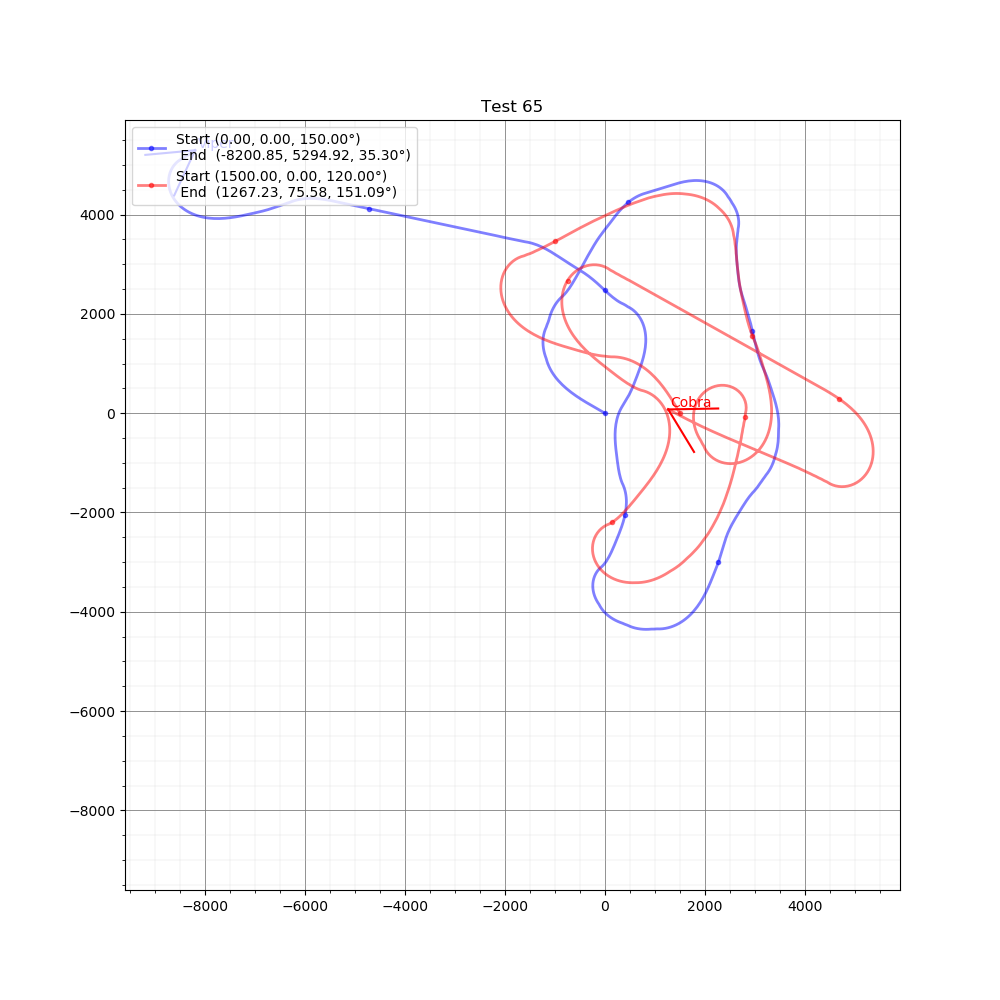 Test 65
Start (0.00, 0.00, 150.00°)
End  (-8200.85, 5294.92, 35.30°)
Start (1500.00, 0.00, 120.00°)
End  (1267.23, 75.58, 151.09°)
Cobra
4000
2000
0
−2000
−4000
−6000
−8000
−8000 −6000 −4000 −2000 0 2000 4000